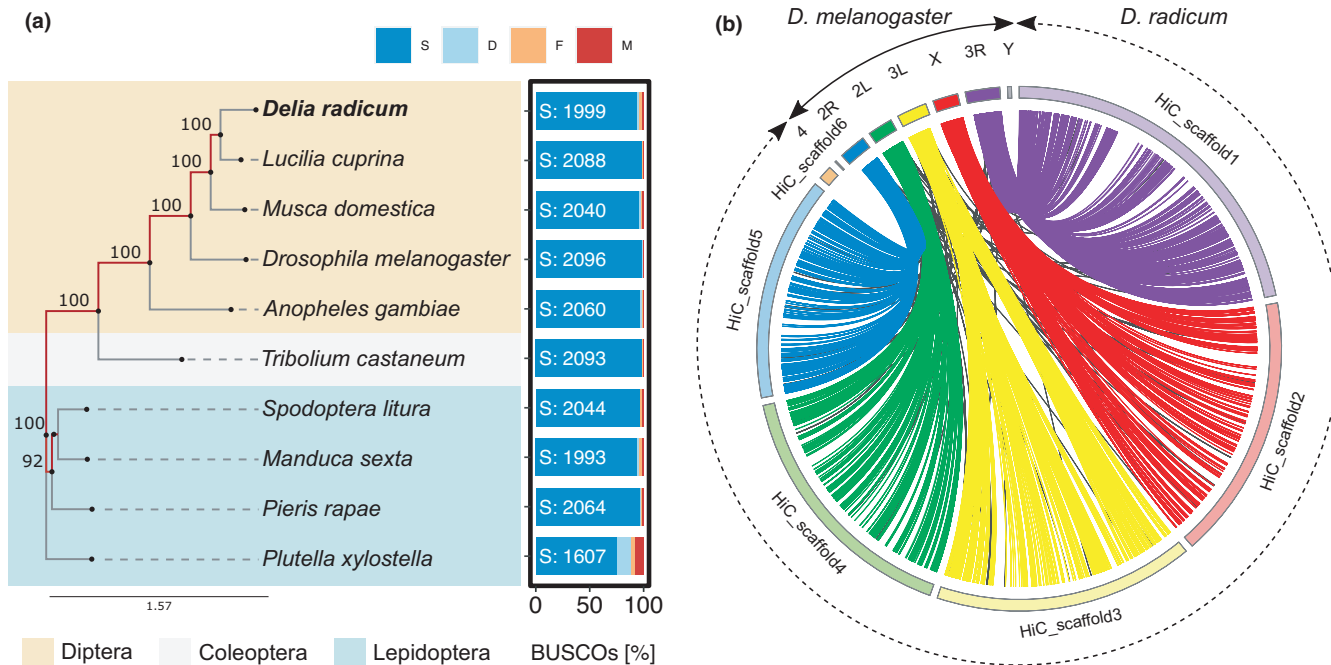 (a)
S D F M
100
100
100
100
100
100
92
Delia radicum
Lucilia cuprina
Musca domestica
Drosophila melanogaster
Anopheles gambiae
Tribolium castaneum
Spodoptera litura
Manduca sexta
Pieris rapae
Plutella xylostella
S: 1999
S: 2088
S: 2040
S: 2096
S: 2060
S: 2093
S: 2044
S: 1993
S: 2064
S: 1607
0 50 100
BUSCOs [%]
1.57
Diptera Coleoptera Lepidoptera
(b)
D. melanogaster
D. radicum
4 2R 2L 3L X 3R Y
HiC_scaffold1
HiC_scaffold2
HiC_scaffold3
HiC_scaffold4
HiC_scaffold5
HiC_scaffold6